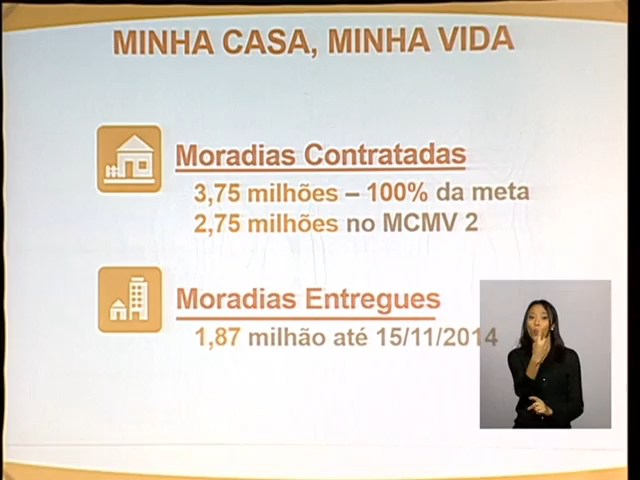 MINHA CASA, MINHA VIDA
Moradias Contratadas
3,75 milhões – 100% da meta
2,75 milhões no MCMV 2
Moradias Entregues
1,87 milhão até 15/11/2014